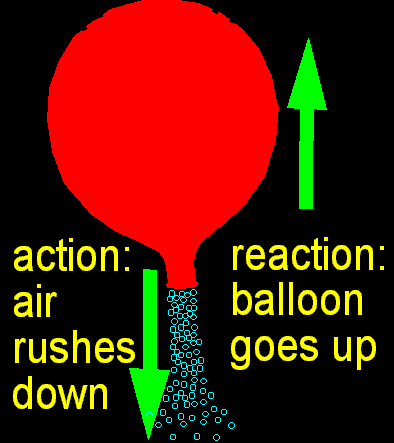 action:
air
rushes
down
reaction:
balloon
goes up